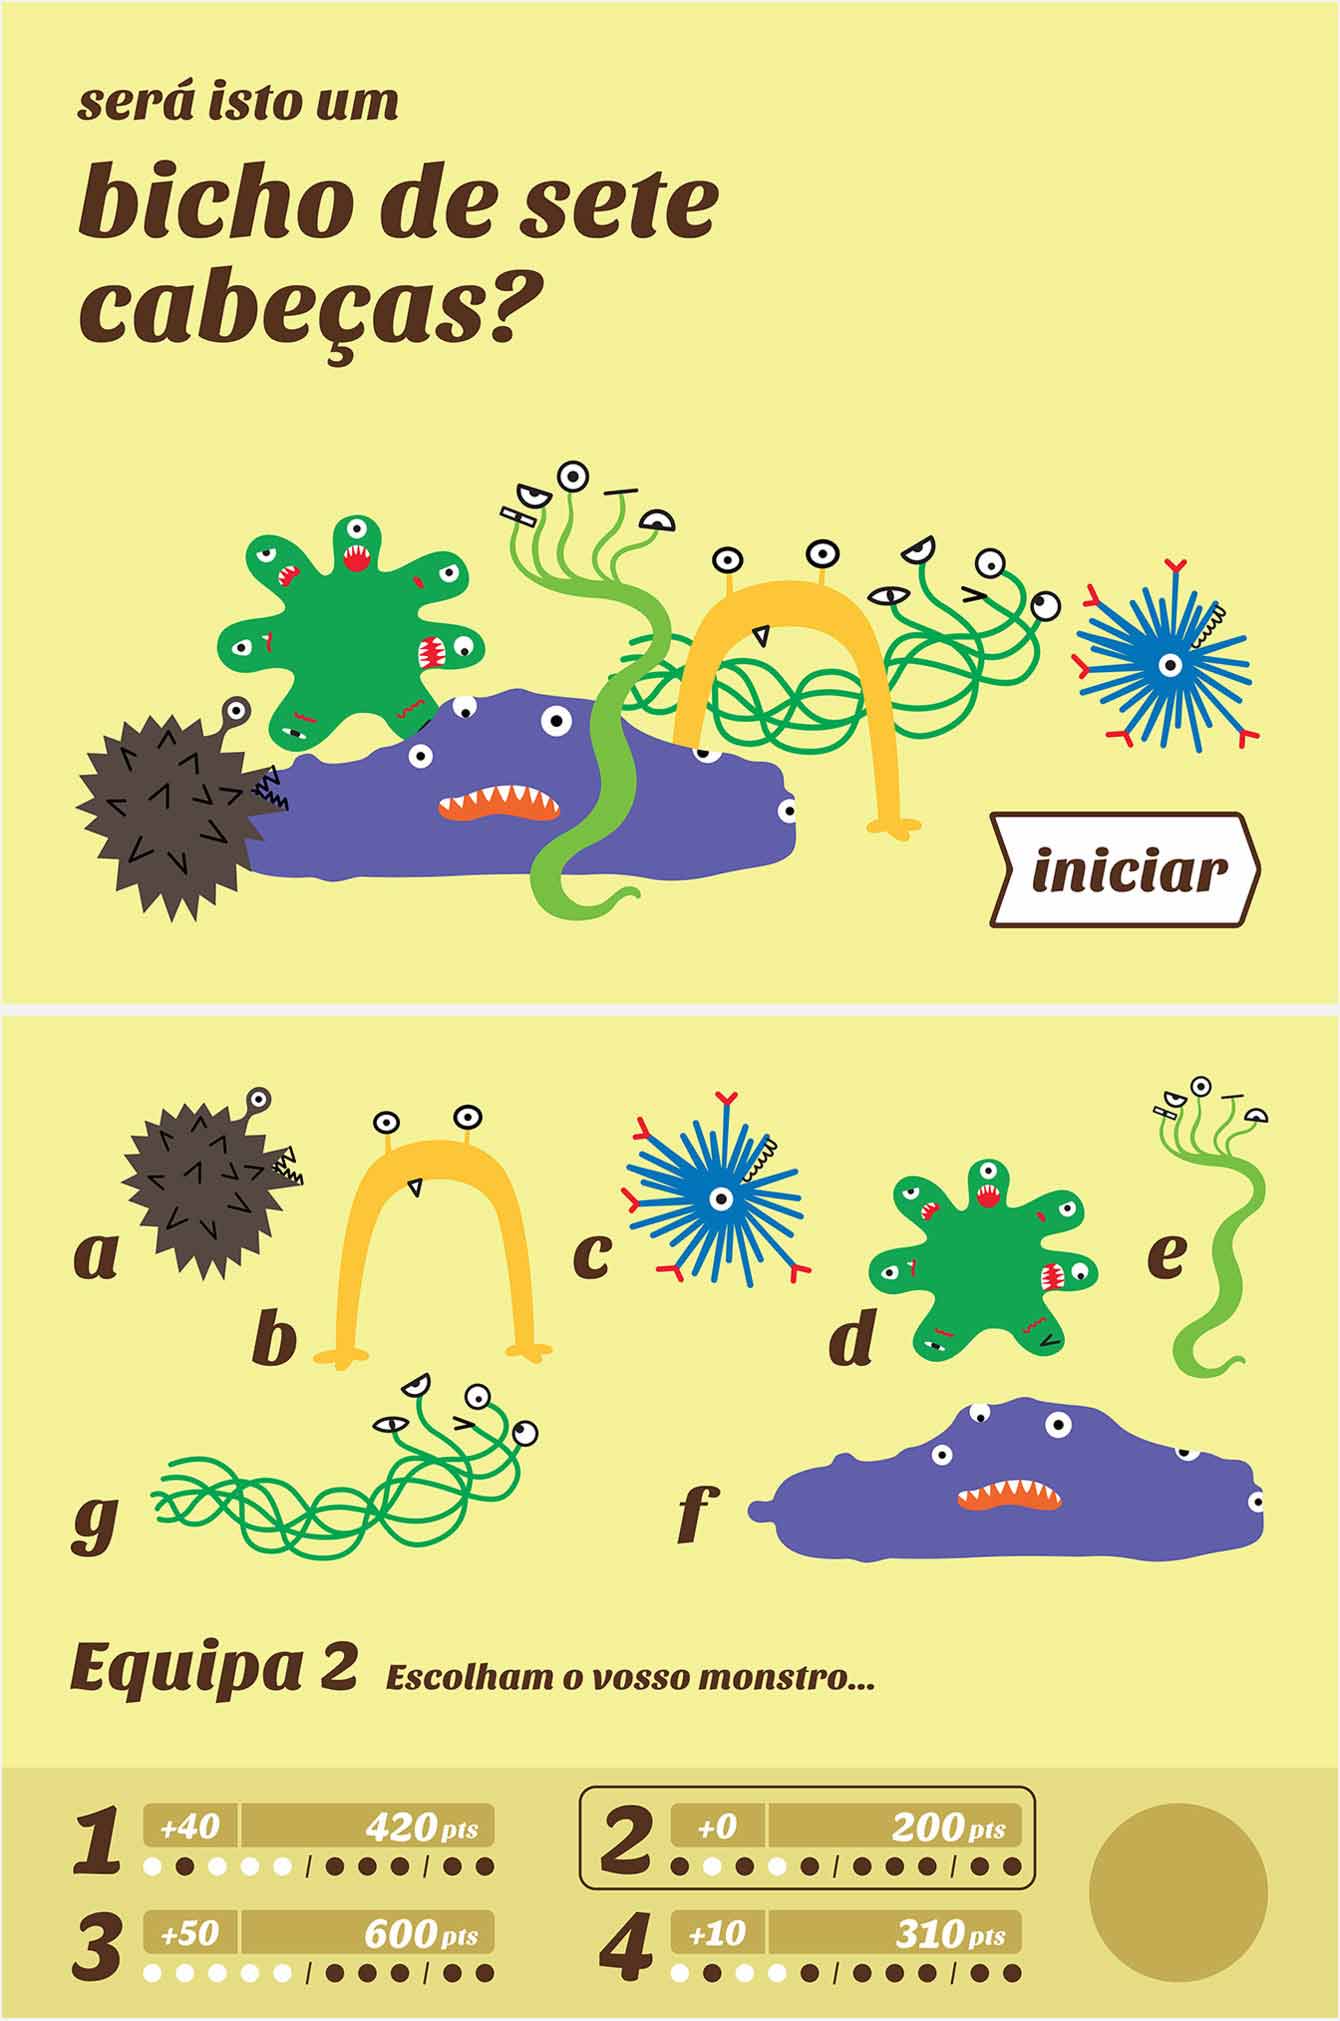 será isto um
bicho de sete
cabeças?
iniciar
a
b
c
d
e
g
f
Equipa 2 Escolham o vosso monstro...
1 +40 420 pts
2 +0 200 pts
3 +50 600 pts
4 +10 310 pts